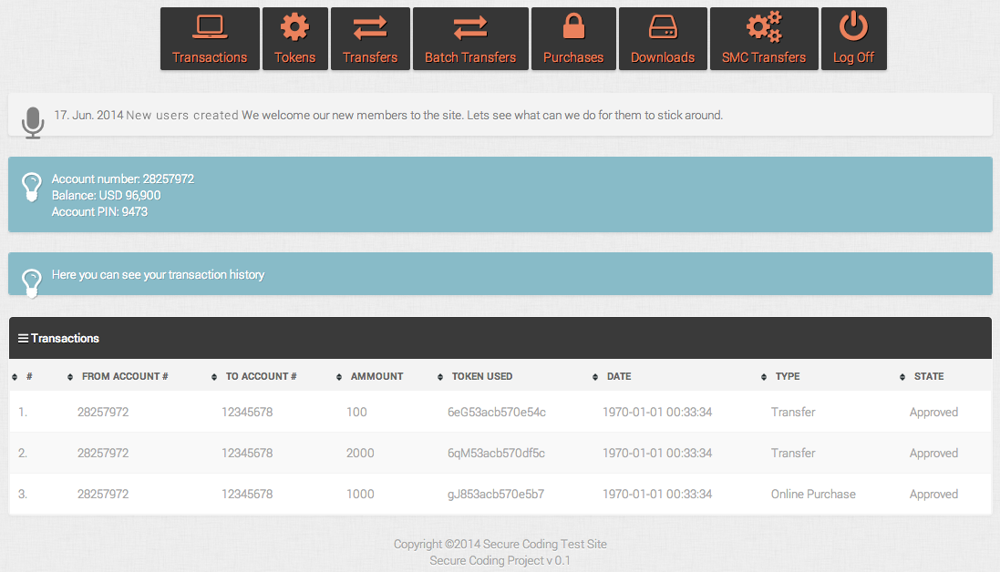 Transactions Tokens Transfers Batch Transfers Purchases Downloads SMC Transfers Log Off
17. Jun. 2014 New users created We welcome our new members to the site. Lets see what can we do for them to stick around.
Account number: 28257972
Balance: USD 96,900
Account PIN: 9473
Here you can see your transaction history
Transactions
# FROM ACCOUNT # TO ACCOUNT # AMMOUNT TOKEN USED DATE TYPE STATE
1. 28257972 12345678 100 6eG53acb570e54c 1970-01-01 00:33:34 Transfer Approved
2. 28257972 12345678 2000 6qM53acb570df5c 1970-01-01 00:33:34 Transfer Approved
3. 28257972 12345678 1000 gJ853acb570e5b7 1970-01-01 00:33:34 Online Purchase Approved
Copyright ©2014 Secure Coding Test Site
Secure Coding Project v 0.1